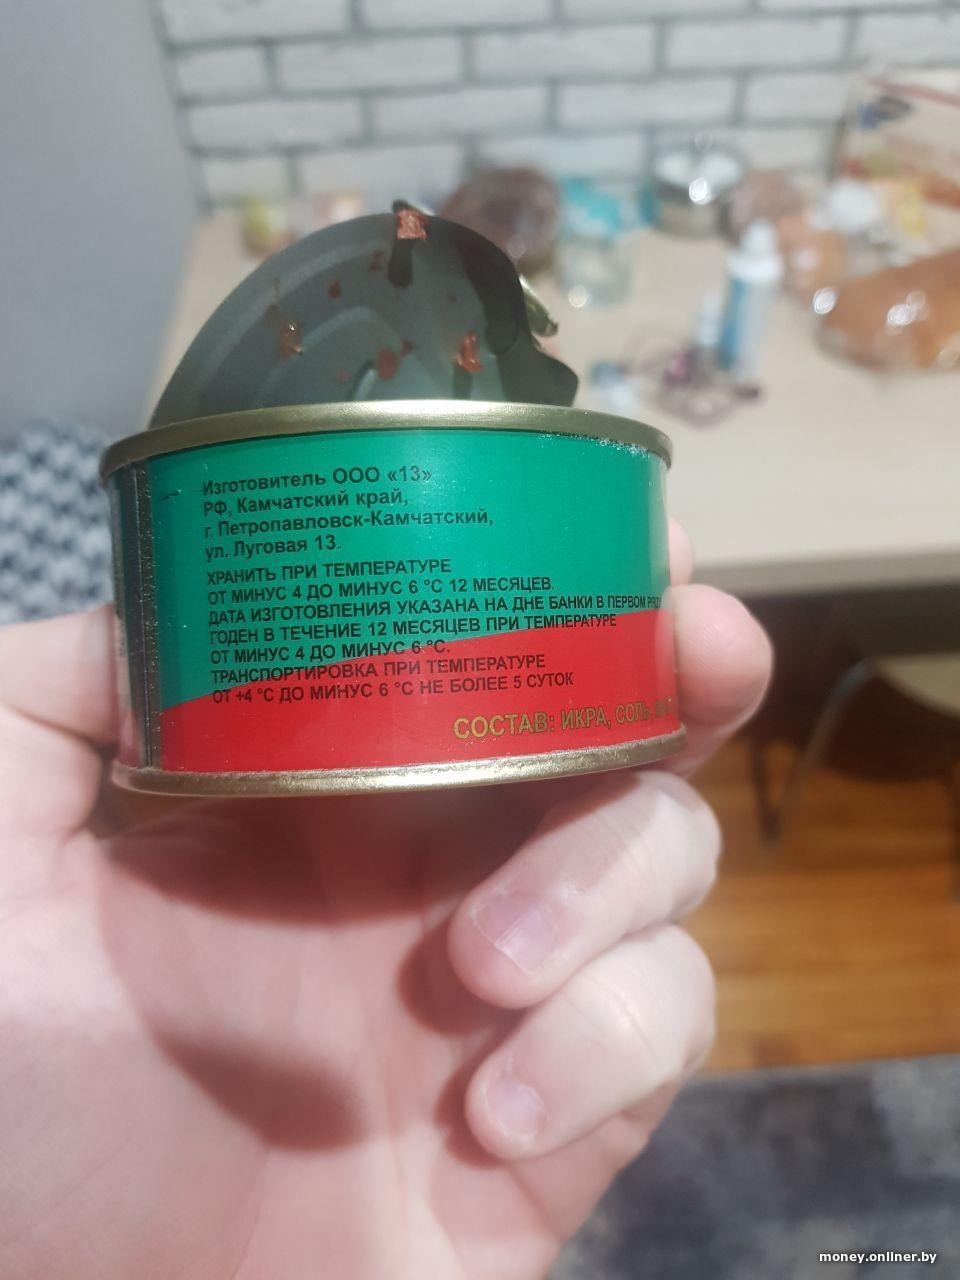 Изготовитель ООО «13»
РФ, Камчатский край,
г. Петропавловск-Камчатский,
ул. Луговая 13.
ХРАНИТЬ ПРИ ТЕМПЕРАТУРЕ
ОТ МИНУС 4 ДО МИНУС 6 °С 12 МЕСЯЦЕВ.
ДАТА ИЗГОТОВЛЕНИЯ УКАЗАНА НА ДНЕ БАНКИ В ПЕРВОМ
ГОДЕН В ТЕЧЕНИЕ 12 МЕСЯЦЕВ ПРИ ТЕМПЕРАТУРЕ
ОТ МИНУС 4 ДО МИНУС 6 °С.
ТРАНСПОРТИРОВКА ПРИ ТЕМПЕРАТУРЕ
ОТ +4 °С ДО МИНУС 6 °С НЕ БОЛЕЕ 5 СУТОК
СОСТАВ: ИКРА, СОЛЬ,
money.onliner.by